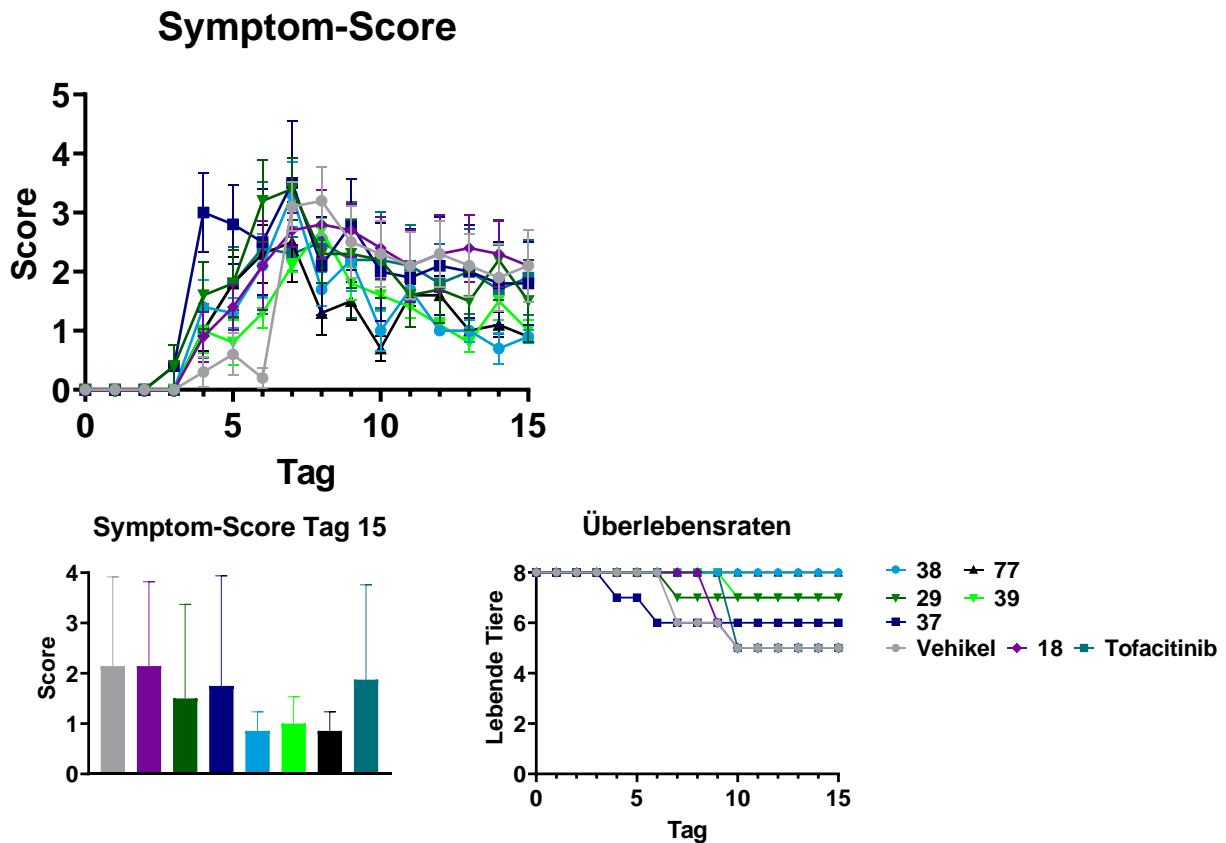 Symptom-Score
5
4
3
2
1
0
Score
0 5 10 15
Tag
Symptom-Score Tag 15
4
3
2
1
0
Score
Überlebensraten
8
6
4
2
0
Lebende Tiere
0 5 10 15
Tag
38 77
29 39
37
Vehikel 18 Tofacitinib